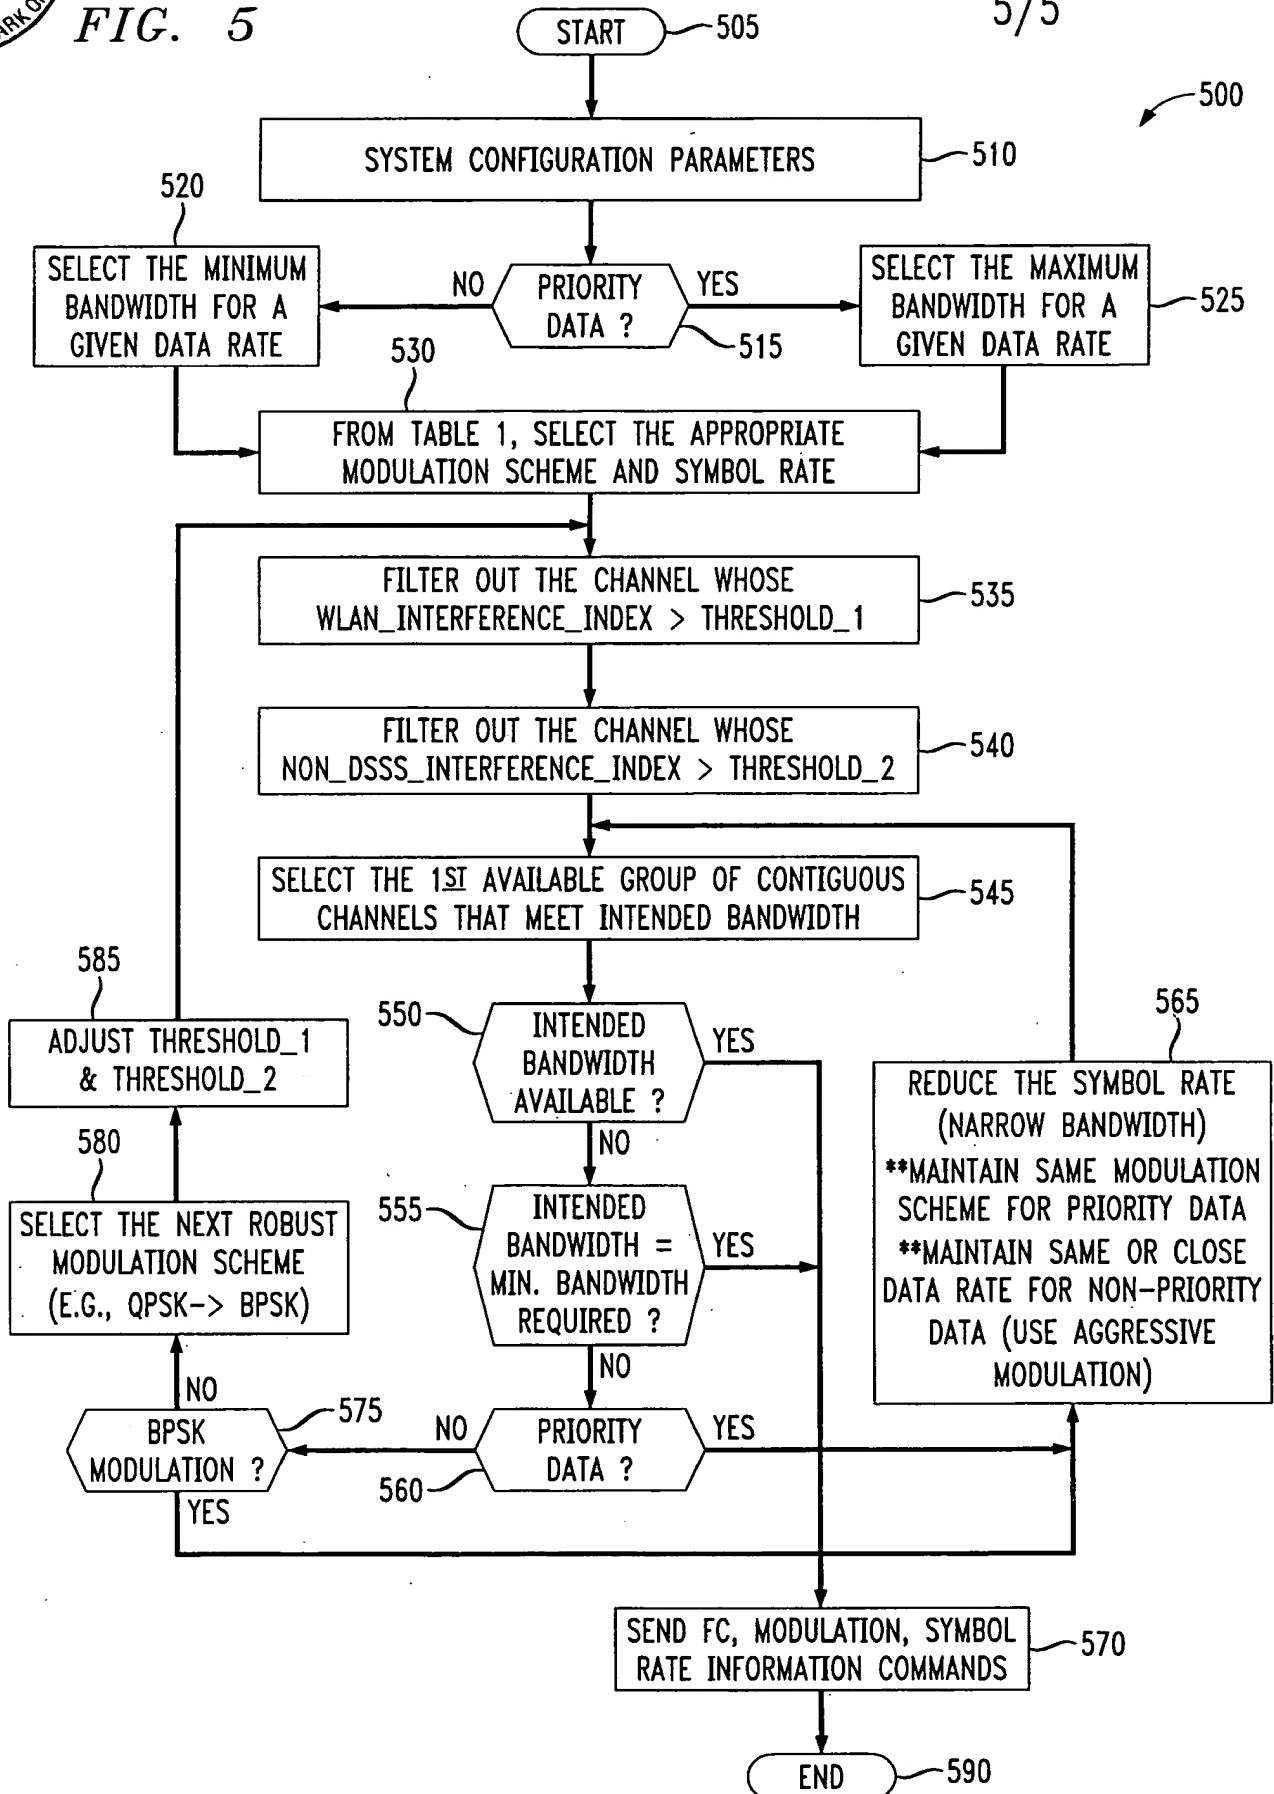 ARK O
FIG. 5
5/5
START
505
500
SYSTEM CONFIGURATION PARAMETERS
510
520
SELECT THE MINIMUM
BANDWIDTH FOR A
GIVEN DATA RATE
NO
PRIORITY
DATA ?
YES
515
SELECT THE MAXIMUM
BANDWIDTH FOR A
GIVEN DATA RATE
525
530
FROM TABLE 1, SELECT THE APPROPRIATE
MODULATION SCHEME AND SYMBOL RATE
FILTER OUT THE CHANNEL WHOSE
WLAN_INTERFERENCE_INDEX > THRESHOLD_1
535
FILTER OUT THE CHANNEL WHOSE
NON_DSSS_INTERFERENCE_INDEX > THRESHOLD_2
540
SELECT THE 1ST AVAILABLE GROUP OF CONTIGUOUS
CHANNELS THAT MEET INTENDED BANDWIDTH
545
585
ADJUST THRESHOLD_1
& THRESHOLD_2
550
INTENDED
BANDWIDTH
AVAILABLE ?
YES
NO
565
REDUCE THE SYMBOL RATE
(NARROW BANDWIDTH)
**MAINTAIN SAME MODULATION
SCHEME FOR PRIORITY DATA
**MAINTAIN SAME OR CLOSE
DATA RATE FOR NON-PRIORITY
DATA (USE AGGRESSIVE
MODULATION)
580
SELECT THE NEXT ROBUST
MODULATION SCHEME
(E.G., QPSK-> BPSK)
555
INTENDED
BANDWIDTH =
MIN. BANDWIDTH
REQUIRED ?
YES
NO
NO
575
BPSK
MODULATION ?
YES
NO
PRIORITY
DATA ?
YES
560
SEND FC, MODULATION, SYMBOL
RATE INFORMATION COMMANDS
570
END
590